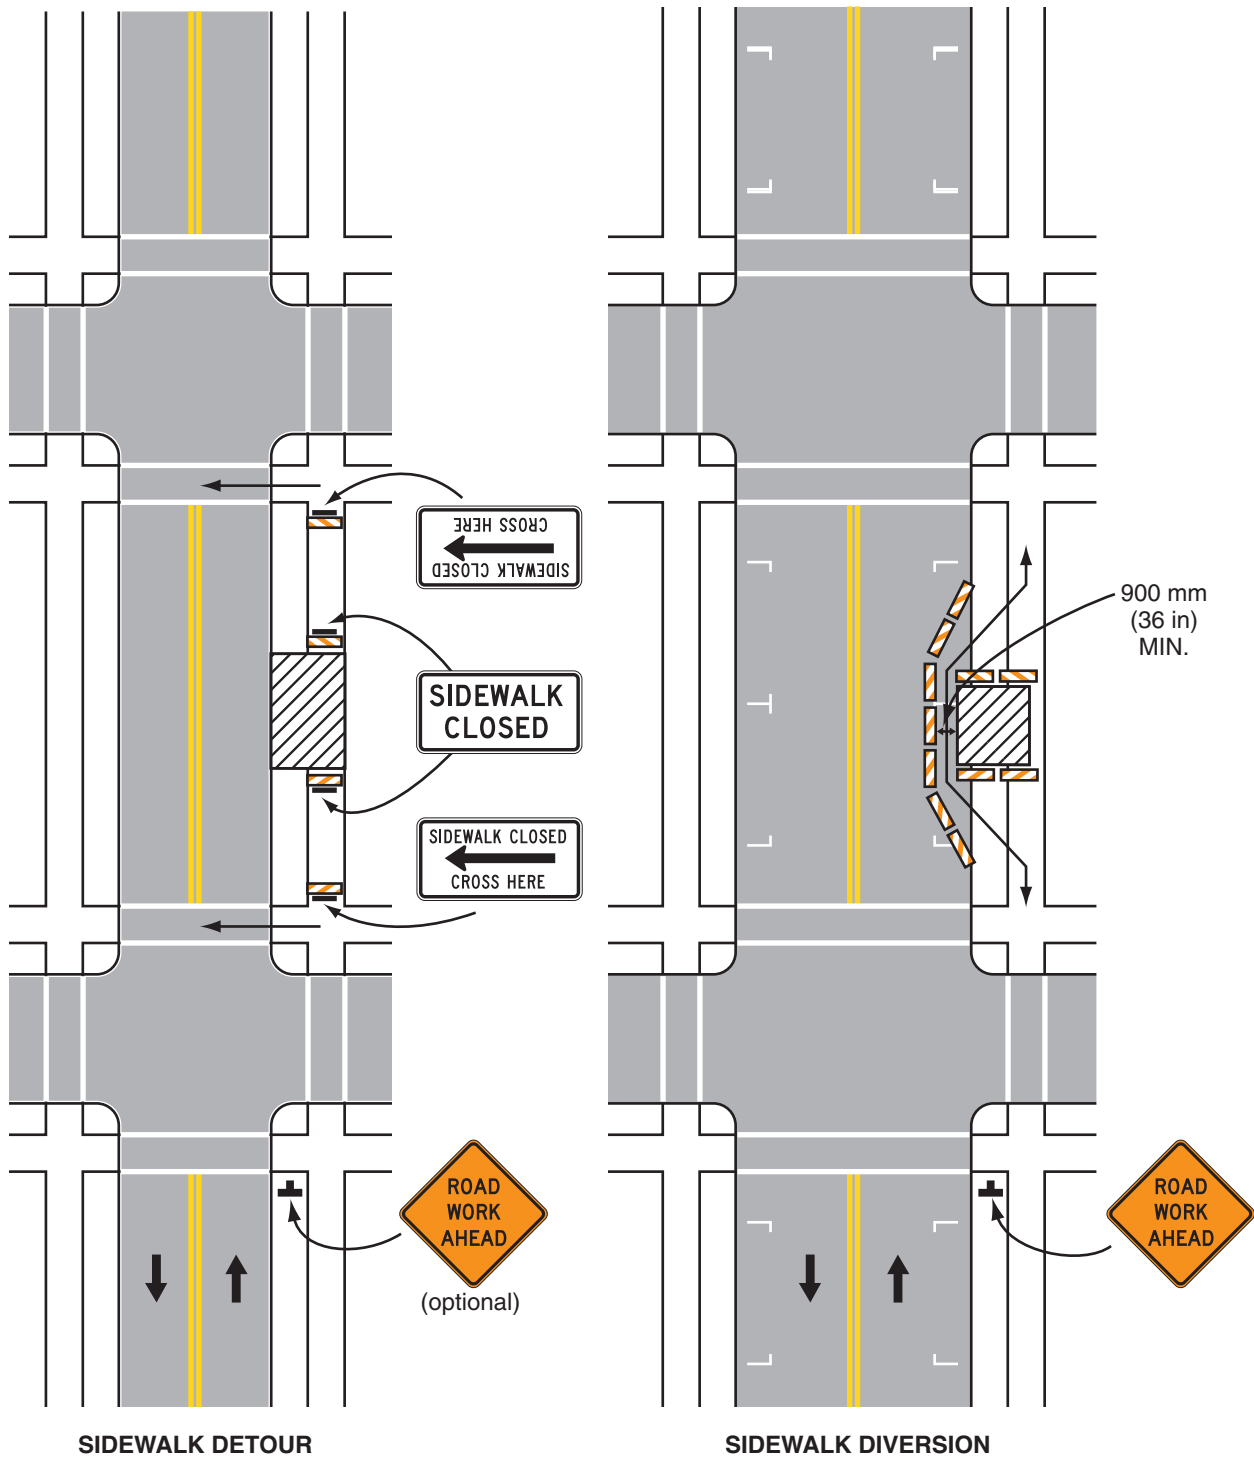 CROSS HERE
SIDEWALK CLOSED
SIDEWALK
CLOSED
SIDEWALK CLOSED
CROSS HERE
ROAD
WORK
AHEAD
(optional)
SIDEWALK DETOUR
900 mm
(36 in)
MIN.
ROAD
WORK
AHEAD
SIDEWALK DIVERSION